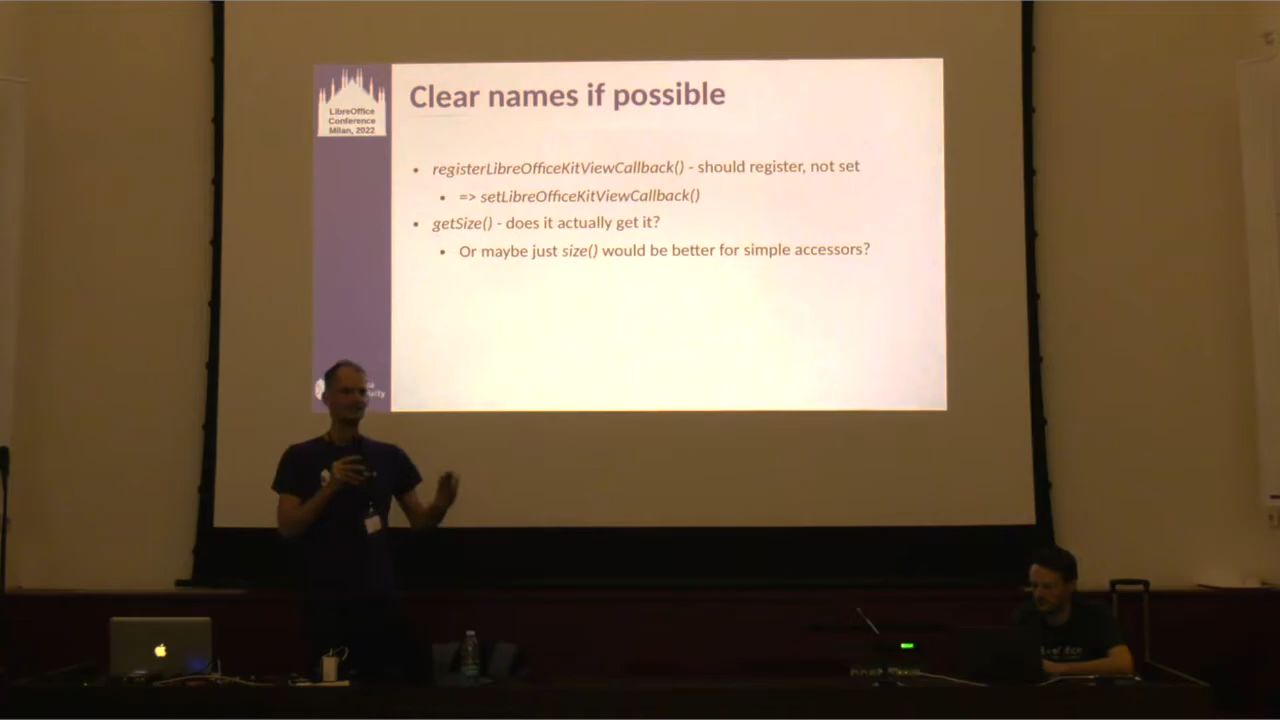 LibreOffice
Conference
Milan, 2022
Clear names if possible
• registerLibreOfficeKitViewCallback() - should register, not set
• => setLibreOfficeKitViewCallback()
• getSize() - does it actually get it?
• Or maybe just size() would be better for simple accessors?